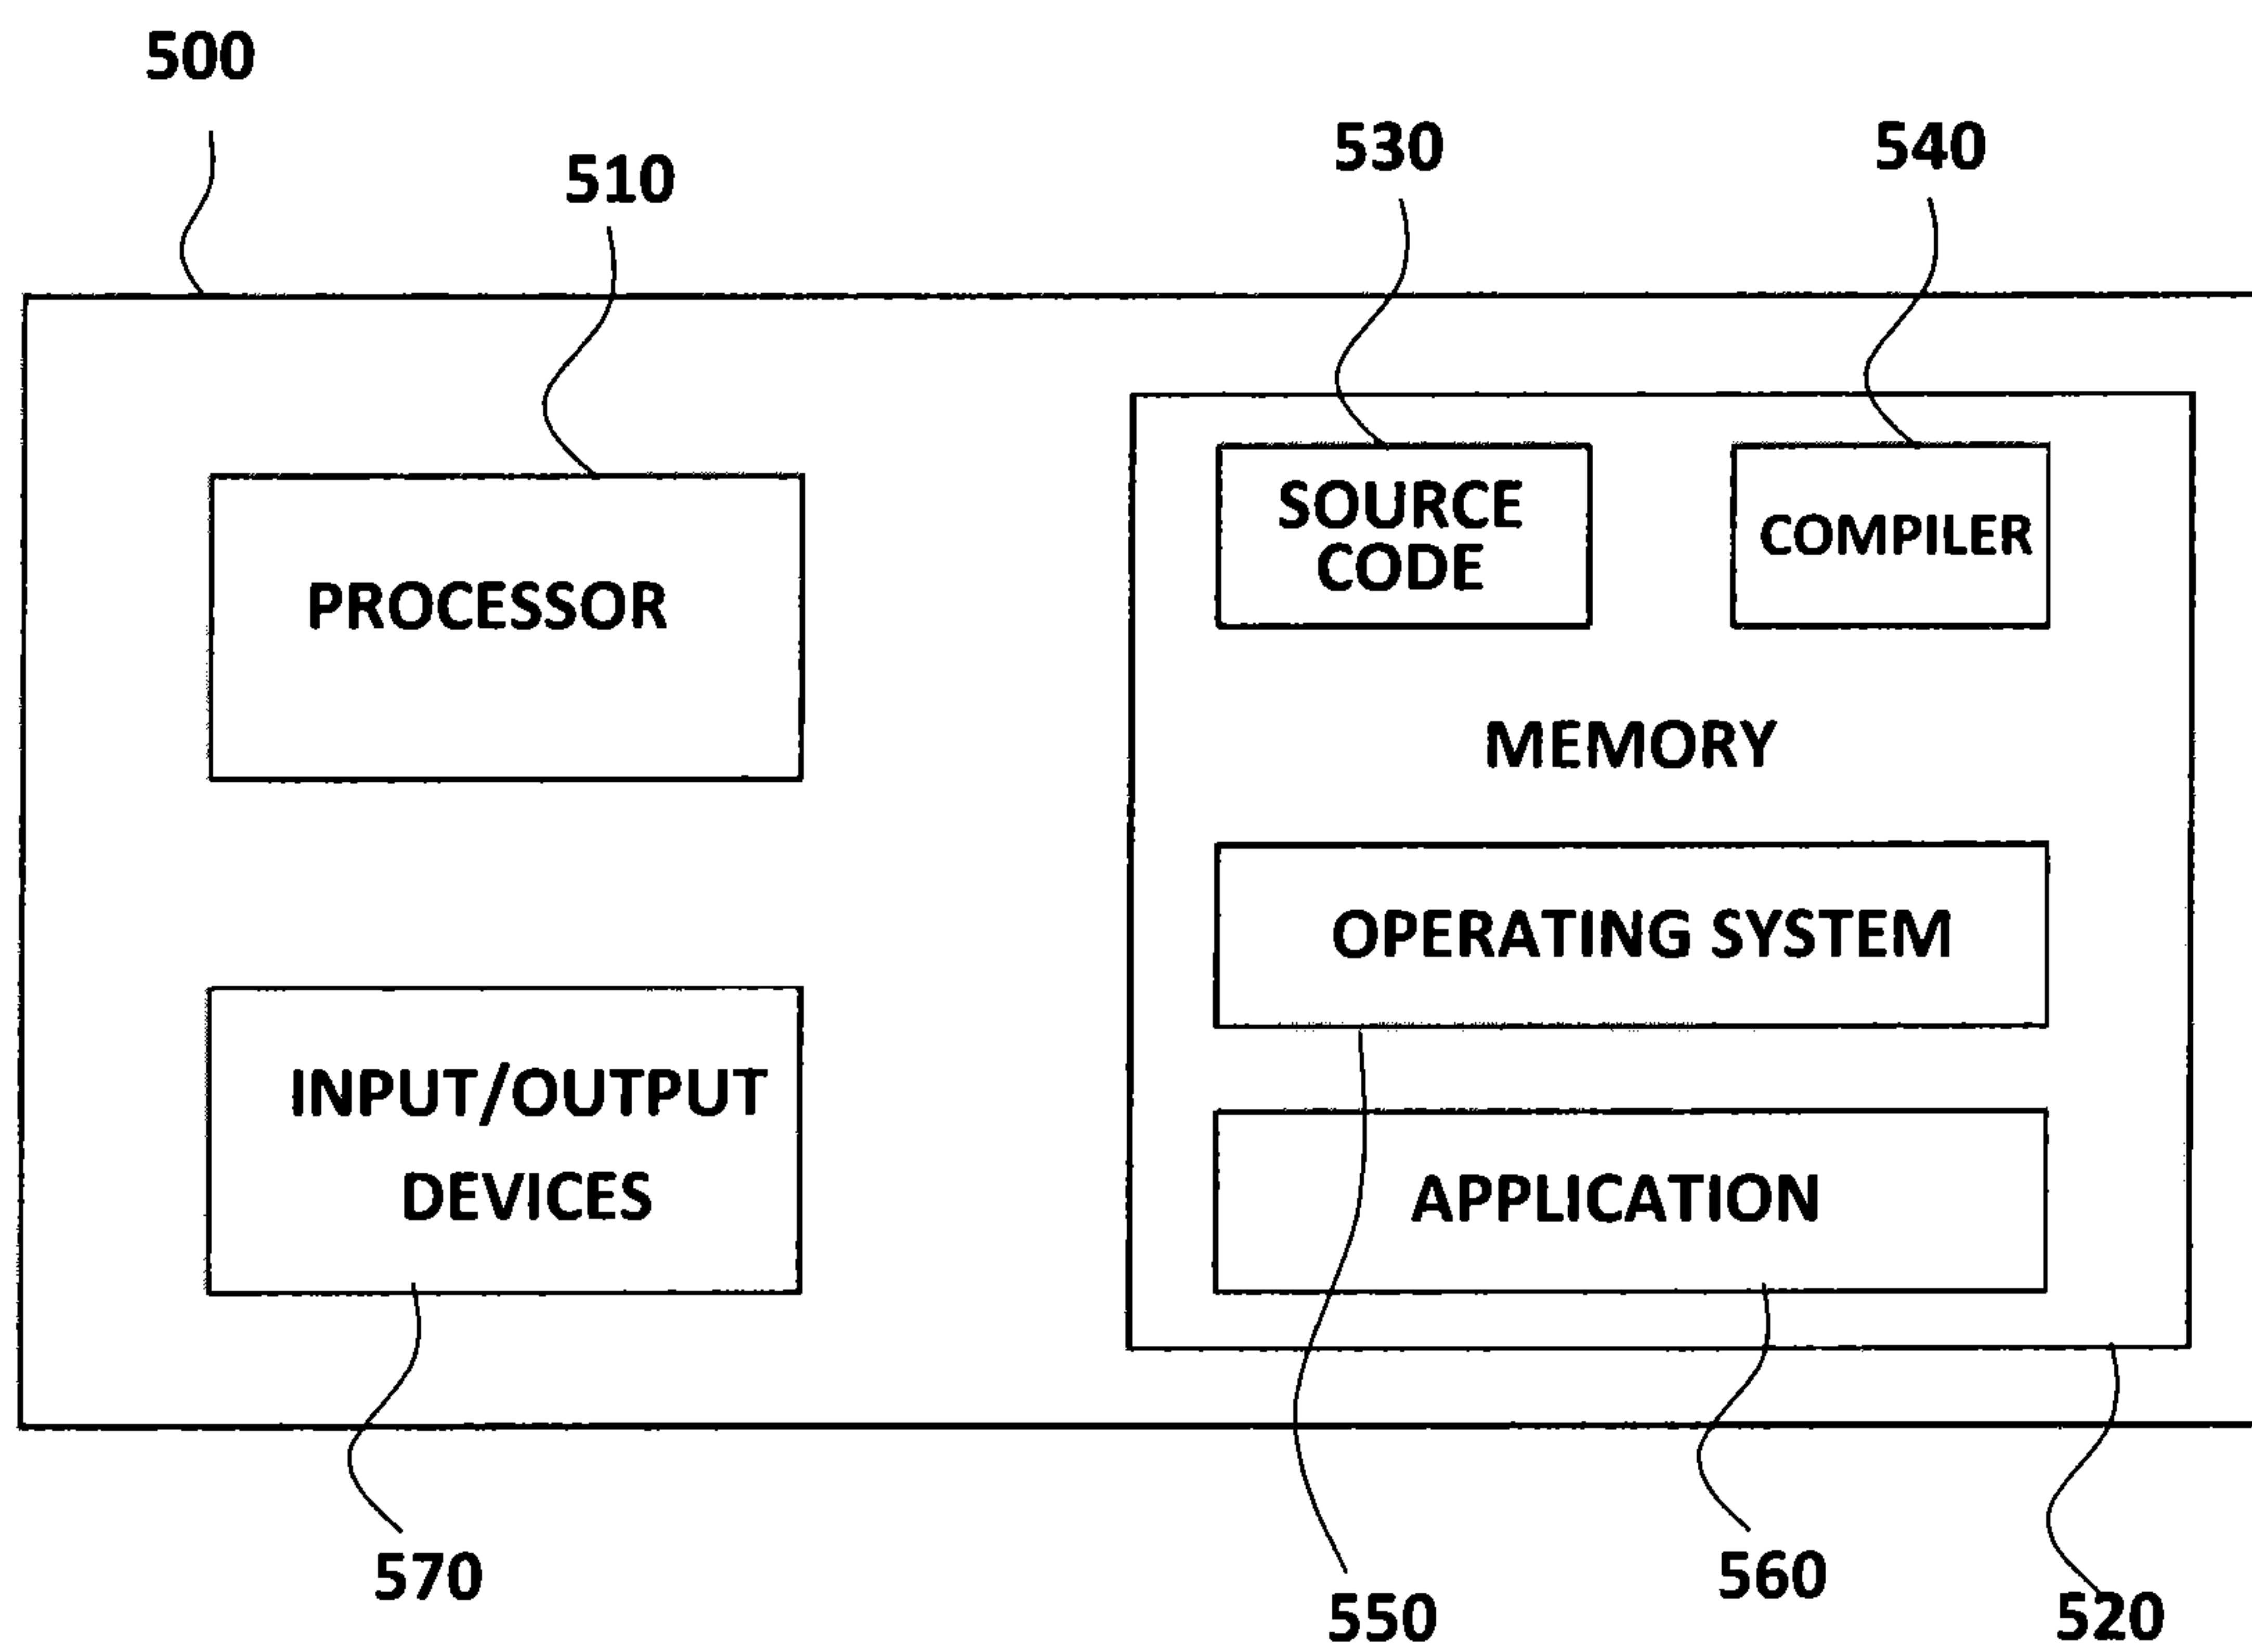 500
510
530
540
SOURCE
CODE
COMPILER
PROCESSOR
MEMORY
OPERATING SYSTEM
INPUT/OUTPUT
DEVICES
APPLICATION
570
550
560
520